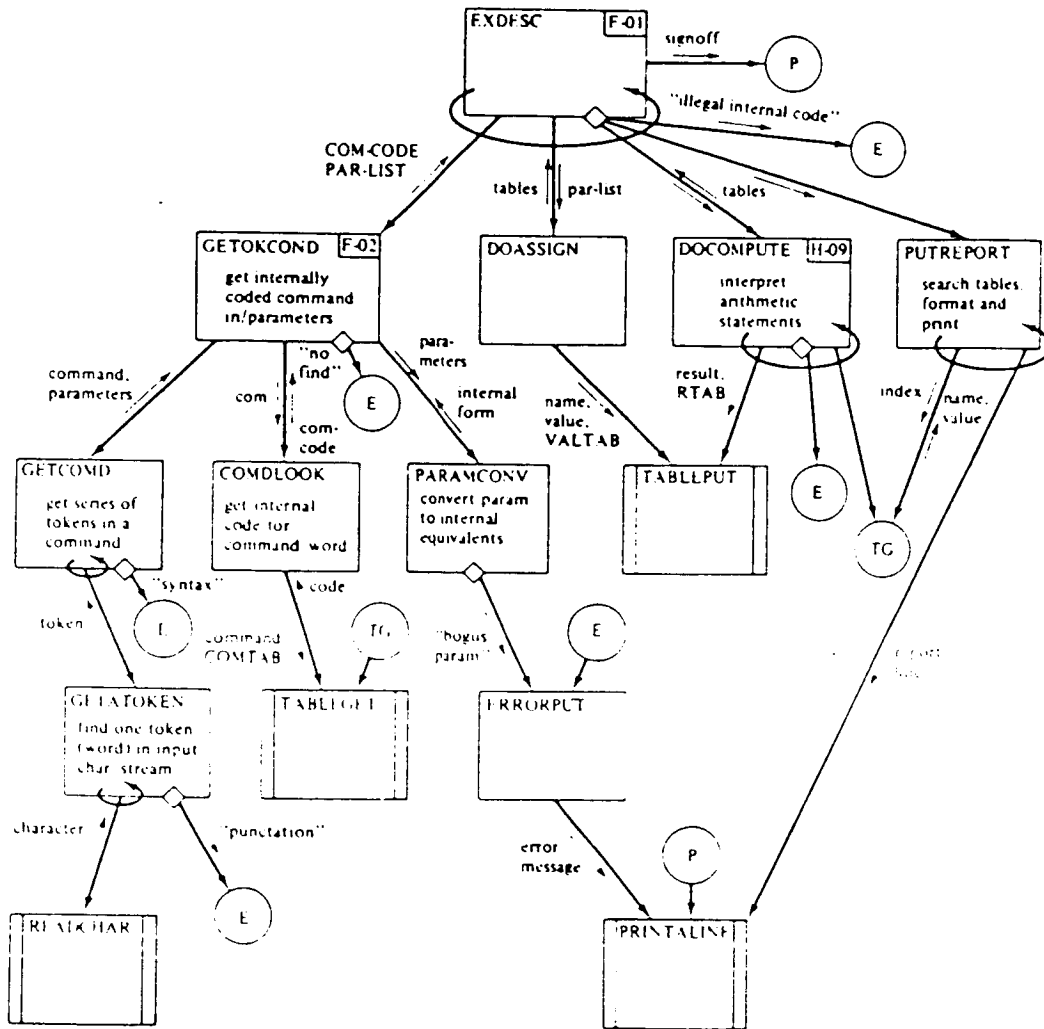 EXDESC F-01
signoff
P
"illegal internal code"
E
COM-CODE
PAR-LIST
tables
par-list
tables
GETOKCOND F-02
get internally
coded command
in/parameters
DOASSIGN
DOCOMPUTE H-09
interpret
arithmetic
statements
PUTREPORT
search tables,
format and
print
command,
parameters
com
"no
find"
com-
code
E
para-
meters
internal
form
name,
value,
VALTAB
result,
RTAB
index
name,
value
GETCOMD
get series of
tokens in a
command
COMDLOOK
get internal
code for
command word
PARAMCONV
convert param
to internal
equivalents
TABLEPUT
E
TG
"syntax"
token
code
command
COMTAB
TG
"bogus
param"
E
GETATOKEN
find one token
(word) in input
char. stream
TABLEGET
ERRORPUT
character
"punctation"
E
error
message
P
READCHAR
PRINTALINE